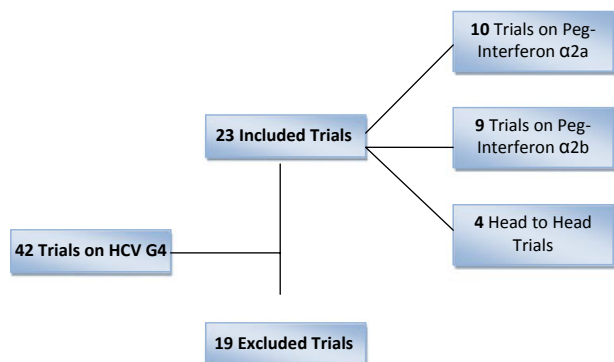 10 Trials on Peg-
Interferon α2a
23 Included Trials
9 Trials on Peg-
Interferon α2b
42 Trials on HCV G4
4 Head to Head
Trials
19 Excluded Trials